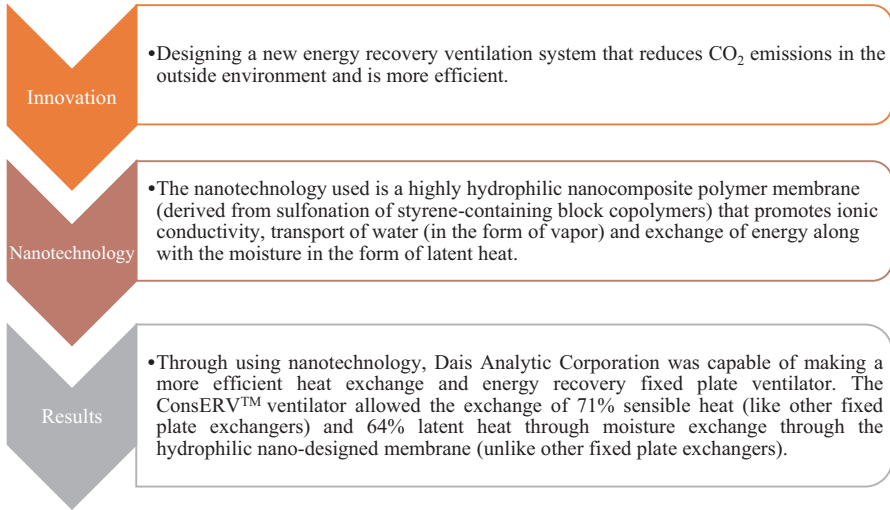 Innovation
•Designing a new energy recovery ventilation system that reduces CO₂ emissions in the
outside environment and is more efficient.
Nanotechnology
•The nanotechnology used is a highly hydrophilic nanocomposite polymer membrane
(derived from sulfonation of styrene-containing block copolymers) that promotes ionic
conductivity, transport of water (in the form of vapor) and exchange of energy along
with the moisture in the form of latent heat.
Results
•Through using nanotechnology, Dais Analytic Corporation was capable of making a
more efficient heat exchange and energy recovery fixed plate ventilator. The
ConsERV™ ventilator allowed the exchange of 71% sensible heat (like other fixed
plate exchangers) and 64% latent heat through moisture exchange through the
hydrophilic nano-designed membrane (unlike other fixed plate exchangers).